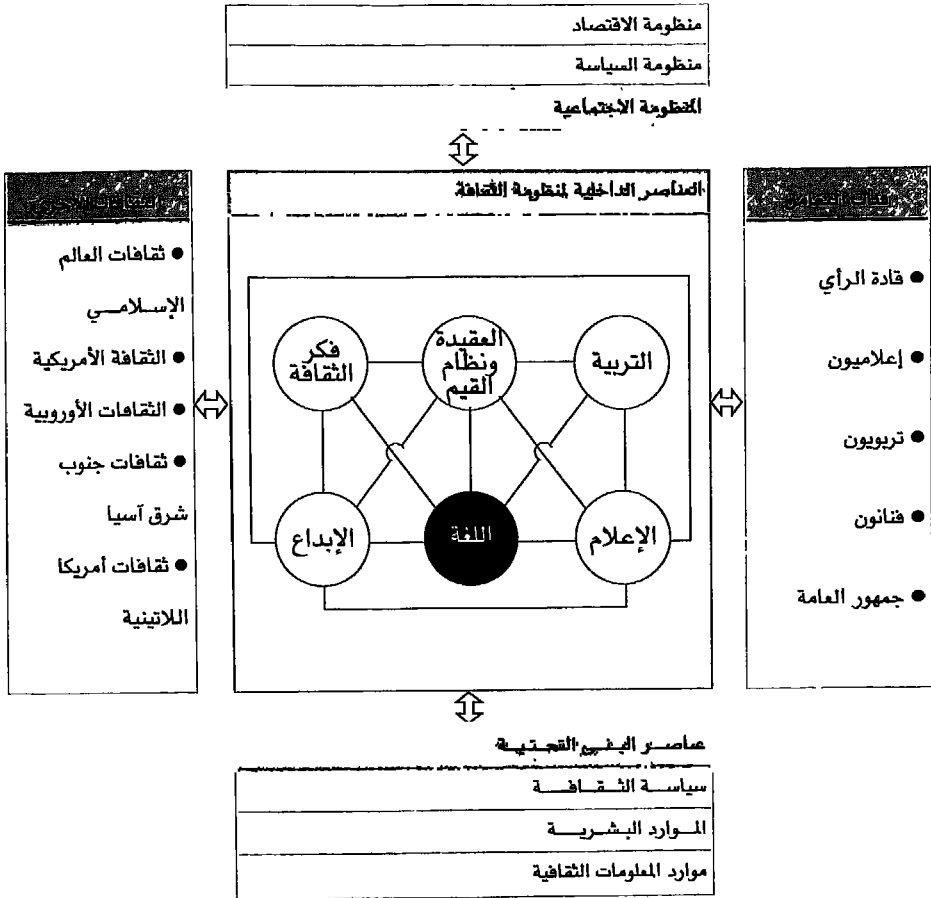 منظومة الاقتصاد
منظومة السياسة
المنظومة الاجتماعية
العناصر الداخلية لمنظومة الثقافة
فئات التعامل
● قادة الرأي
● إعلاميون
● تربويون
● فنانون
● جمهور العامة
التربية
العقيدة
ونظام
القيم
فكر
الثقافة
الإعلام
اللغة
الإبداع
● ثقافات العالم
الإسلامي
● الثقافة الأمريكية
● الثقافات الأوروبية
● ثقافات جنوب
شرق آسيا
● ثقافات أمريكا
اللاتينية
عناصر البنى التحتية
سياسة الثقافة
الموارد البشرية
موارد المعلومات الثقافية